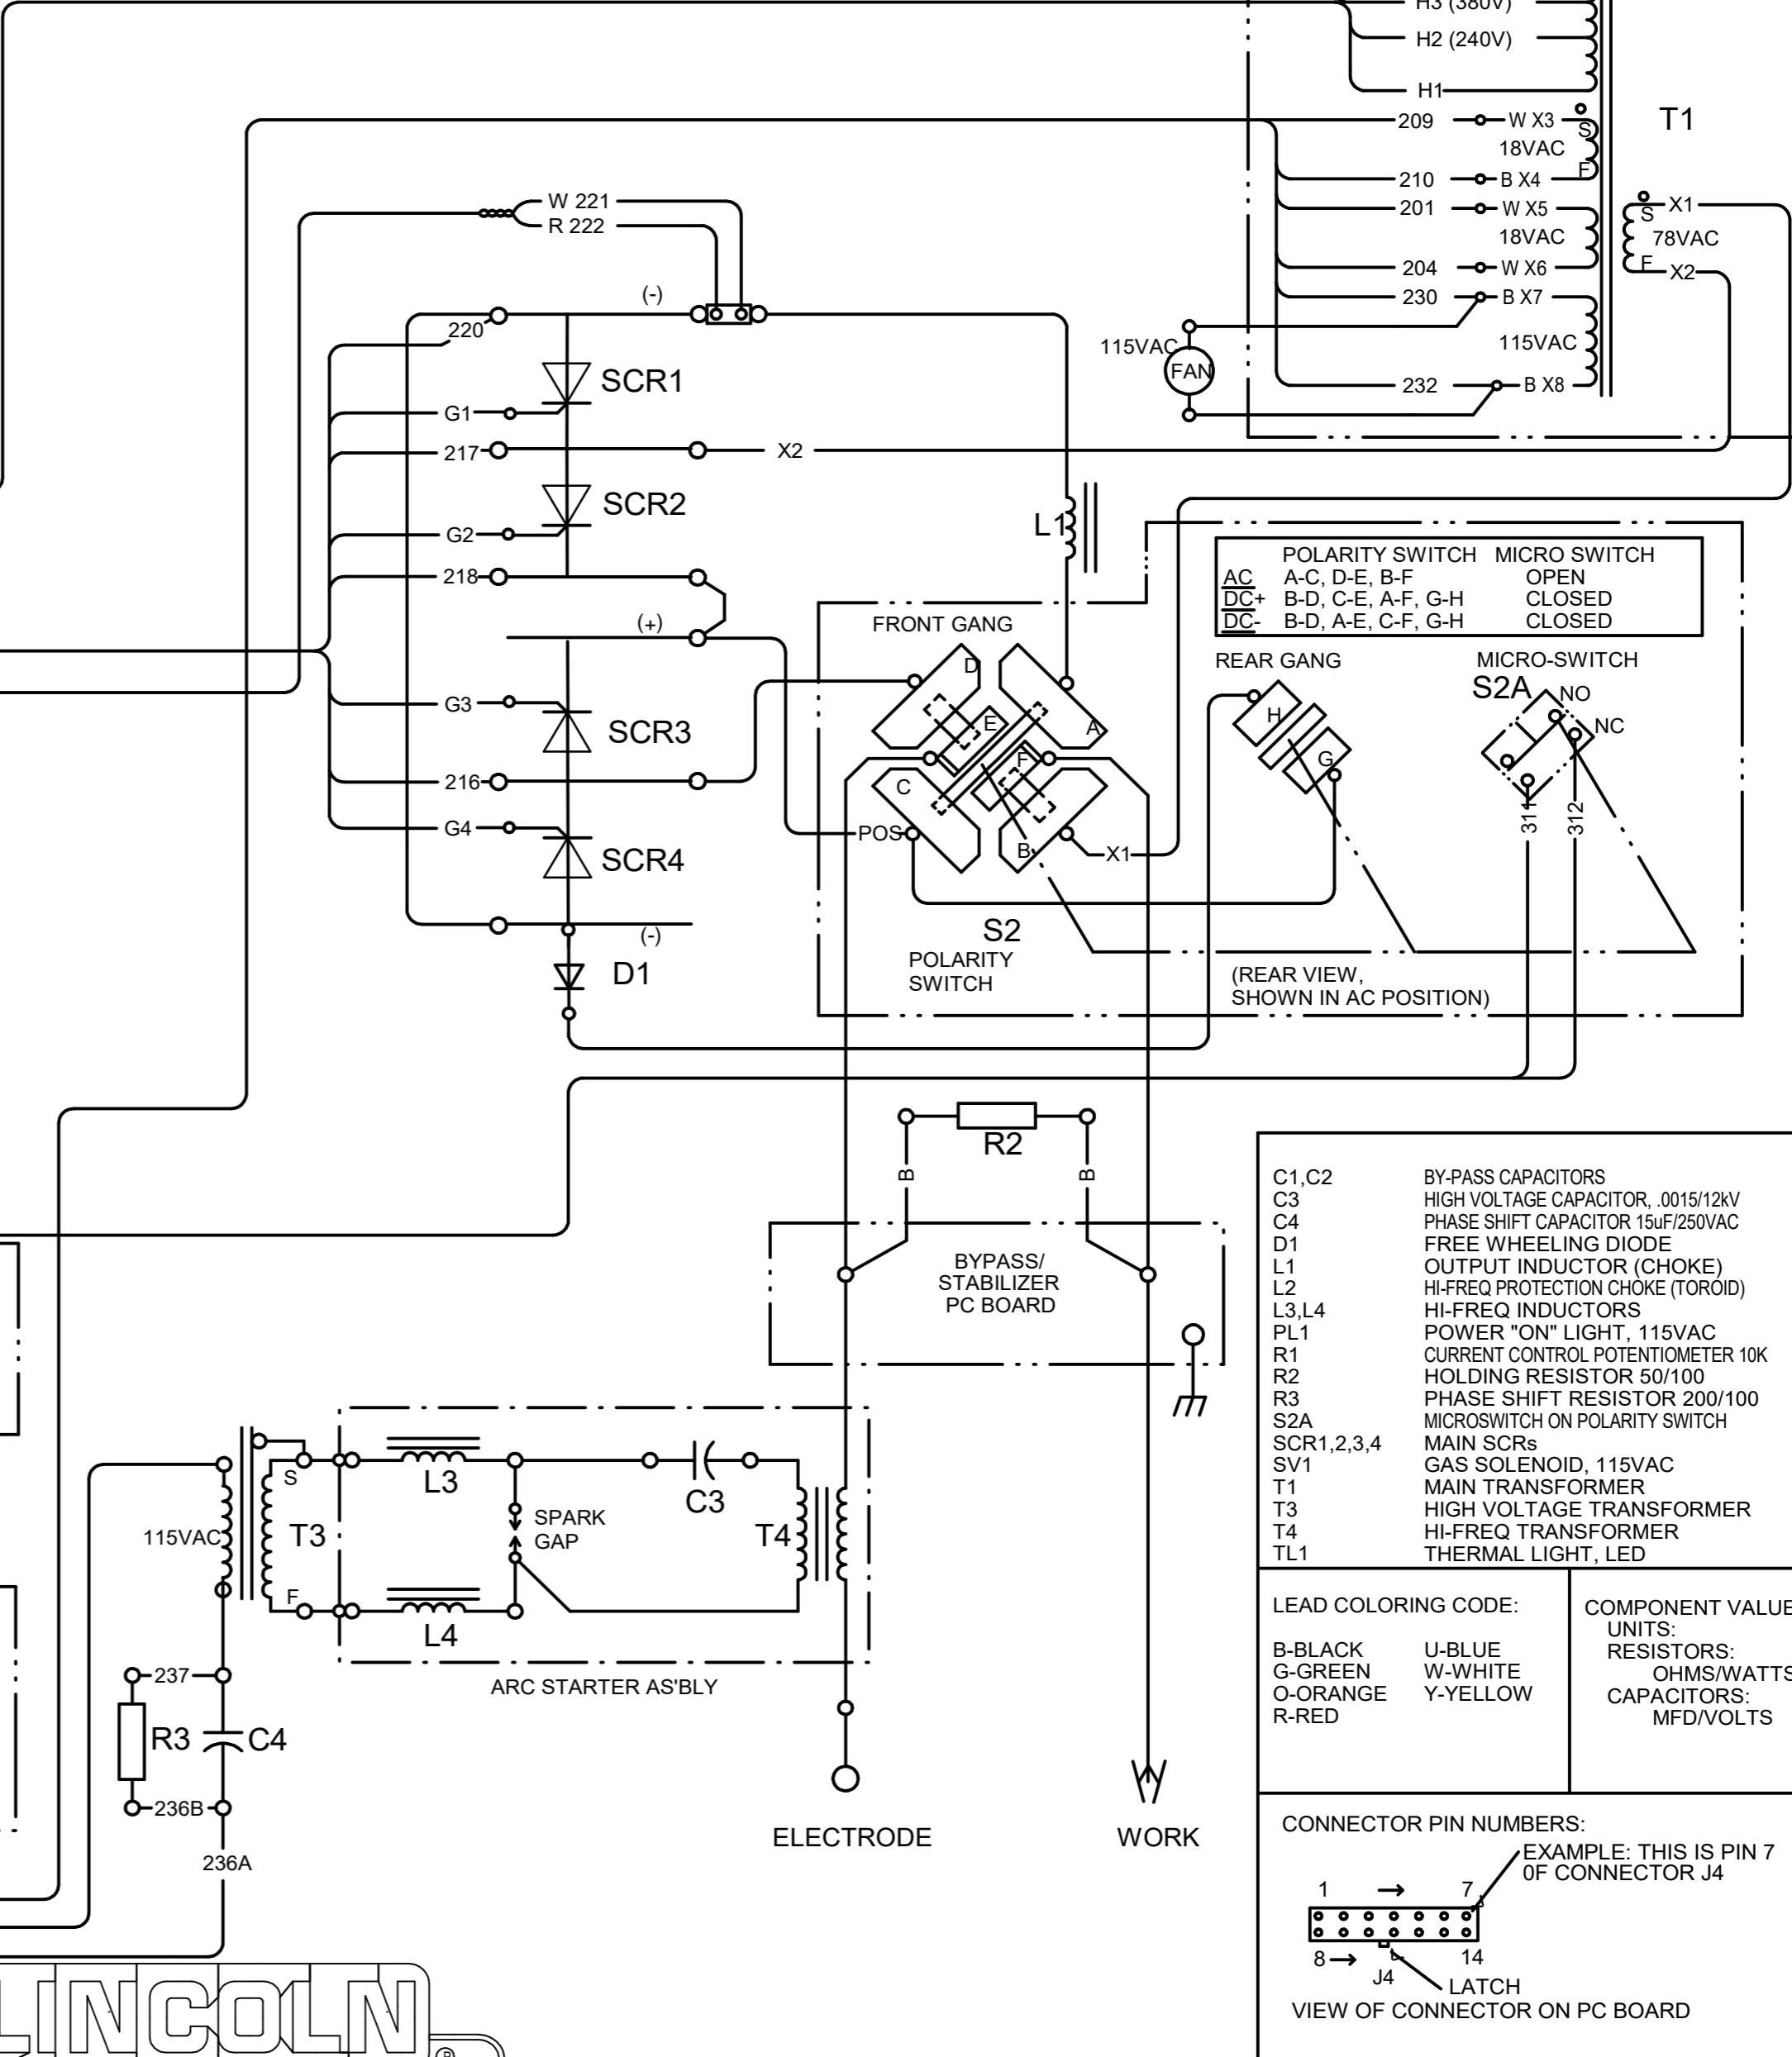 H3 (380V)
H2 (240V)
H1
209 W X3
S
18VAC
F
210 B X4
201 W X5
18VAC
204 W X6
230 B X7
115VAC
232 B X8
T1
S X1
78VAC
F X2
115VAC
FAN
W 221
R 222
(-)
220
SCR1
G1
217 X2
SCR2
G2
218
(+)
G3
SCR3
216
G4
SCR4
(-)
D1
L1
POLARITY SWITCH MICRO SWITCH
AC A-C, D-E, B-F OPEN
DC+ B-D, C-E, A-F, G-H CLOSED
DC- B-D, A-E, C-F, G-H CLOSED
FRONT GANG
D
A
E
F
C
B
POS
X1
S2
POLARITY
SWITCH
REAR GANG
H
G
MICRO-SWITCH
S2A
NO
NC
311
312
(REAR VIEW,
SHOWN IN AC POSITION)
R2
B
B
BYPASS/
STABILIZER
PC BOARD
115VAC
S
T3
F
L3
L4
SPARK
GAP
C3
T4
ARC STARTER AS'BLY
237
R3
C4
236B
236A
ELECTRODE
WORK
C1,C2 BY-PASS CAPACITORS
C3 HIGH VOLTAGE CAPACITOR, .0015/12kV
C4 PHASE SHIFT CAPACITOR 15uF/250VAC
D1 FREE WHEELING DIODE
L1 OUTPUT INDUCTOR (CHOKE)
L2 HI-FREQ PROTECTION CHOKE (TOROID)
L3,L4 HI-FREQ INDUCTORS
PL1 POWER "ON" LIGHT, 115VAC
R1 CURRENT CONTROL POTENTIOMETER 10K
R2 HOLDING RESISTOR 50/100
R3 PHASE SHIFT RESISTOR 200/100
S2A MICROSWITCH ON POLARITY SWITCH
SCR1,2,3,4 MAIN SCRs
SV1 GAS SOLENOID, 115VAC
T1 MAIN TRANSFORMER
T3 HIGH VOLTAGE TRANSFORMER
T4 HI-FREQ TRANSFORMER
TL1 THERMAL LIGHT, LED
LEAD COLORING CODE:
B-BLACK U-BLUE
G-GREEN W-WHITE
O-ORANGE Y-YELLOW
R-RED
COMPONENT VALUE
UNITS:
RESISTORS:
OHMS/WATTS
CAPACITORS:
MFD/VOLTS
CONNECTOR PIN NUMBERS:
EXAMPLE: THIS IS PIN 7
0F CONNECTOR J4
1 7
8 14
J4
LATCH
VIEW OF CONNECTOR ON PC BOARD
LINCOLN
®